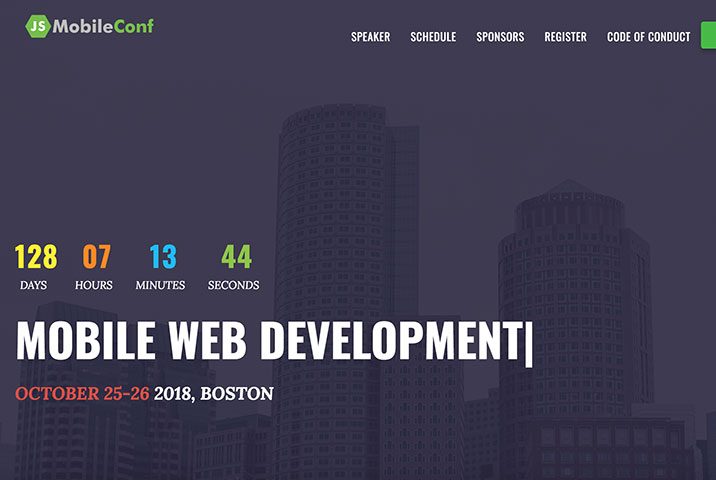 JS MobileConf
SPEAKER SCHEDULE SPONSORS REGISTER CODE OF CONDUCT
128 07 13 44
DAYS HOURS MINUTES SECONDS
MOBILE WEB DEVELOPMENT|
OCTOBER 25-26 2018, BOSTON